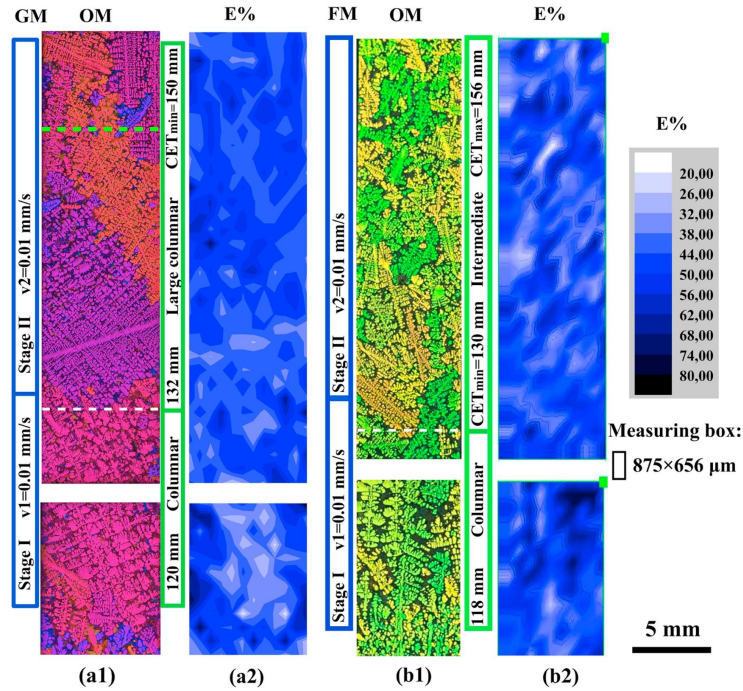 GM
OM
E%
FM
OM
E%
Stage I v1=0.01 mm/s Stage II v2=0.01 mm/s
120 mm Columnar 132 mm Large columnar CETmin=150 mm
Stage I v1=0.01 mm/s Stage II v2=0.01 mm/s
118 mm Columnar CETmin=130 mm Intermediate CETmax=156 mm
E%
20,00
26,00
32,00
38,00
44,00
50,00
56,00
62,00
68,00
74,00
80,00
Measuring box:
875×656 μm
5 mm
(a1)
(a2)
(b1)
(b2)